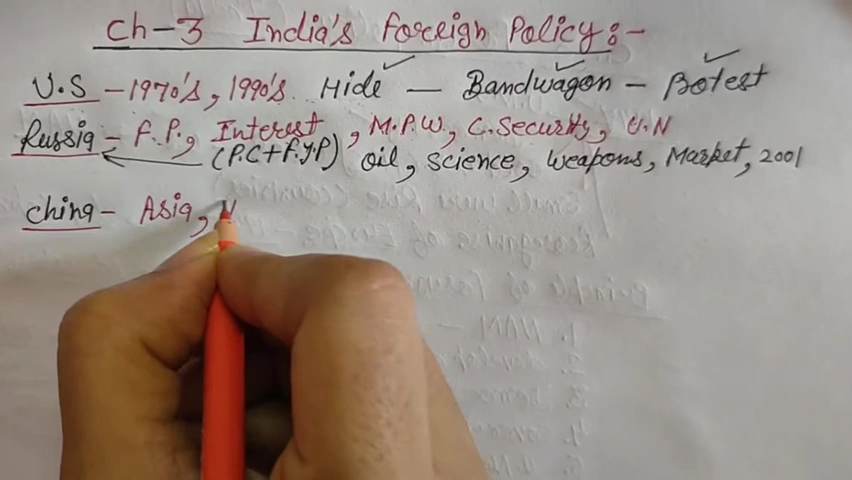 Ch-3 India's Foreign Policy:-
U.S - 1970's, 1990's. Hide - Bandwagon - Botest
Russia - F.P., Interest, M.P.W., C.Security, U.N
(P.C+F.Y.P) oil, science, weapons, Market, 2001
China - Asia,